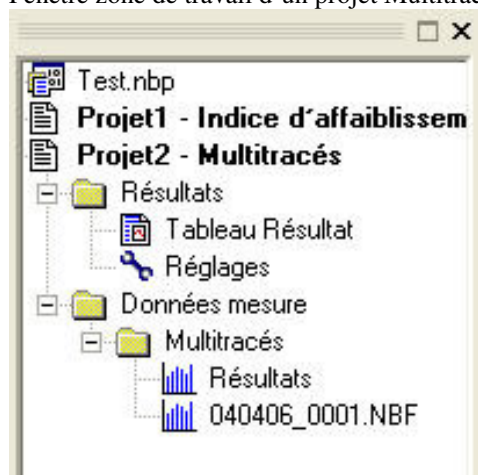 Fenêtre zone de travail d'un projet Multitrac
Test.nbp
Projet1 - Indice d´affaiblissem
Projet2 - Multitracés
Résultats
Tableau Résultat
Réglages
Données mesure
Multitracés
Résultats
040406_0001.NBF